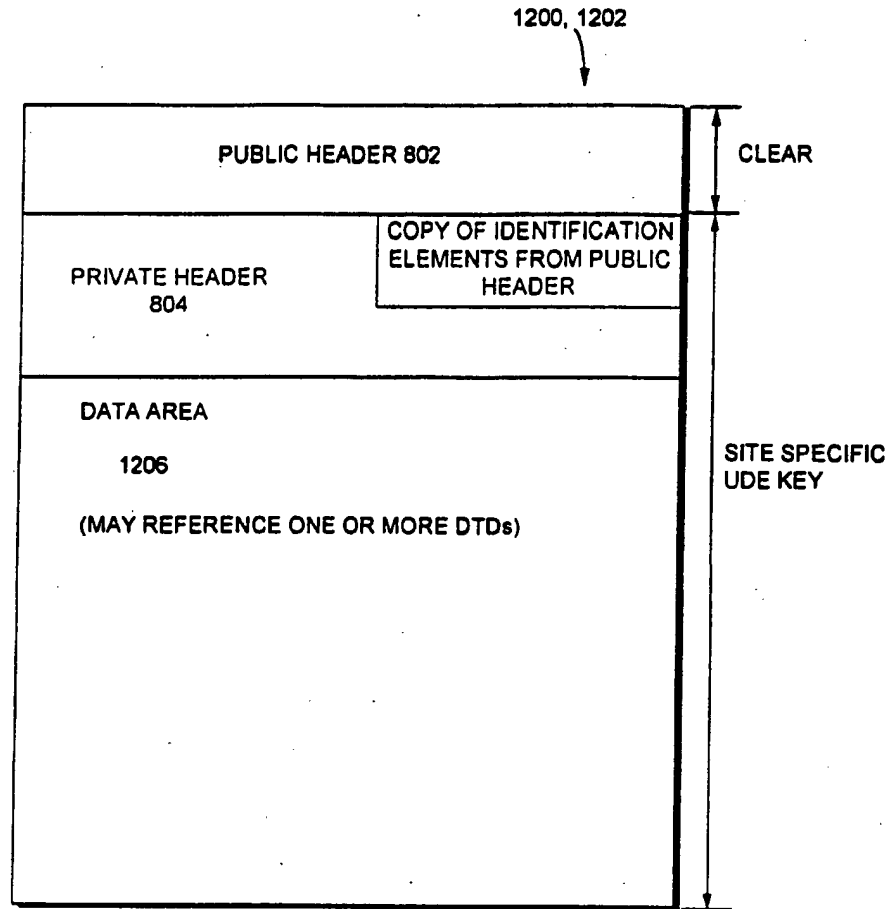 1200, 1202
PUBLIC HEADER 802
CLEAR
COPY OF IDENTIFICATION
ELEMENTS FROM PUBLIC
HEADER
PRIVATE HEADER
804
DATA AREA
1206
(MAY REFERENCE ONE OR MORE DTDs)
SITE SPECIFIC
UDE KEY